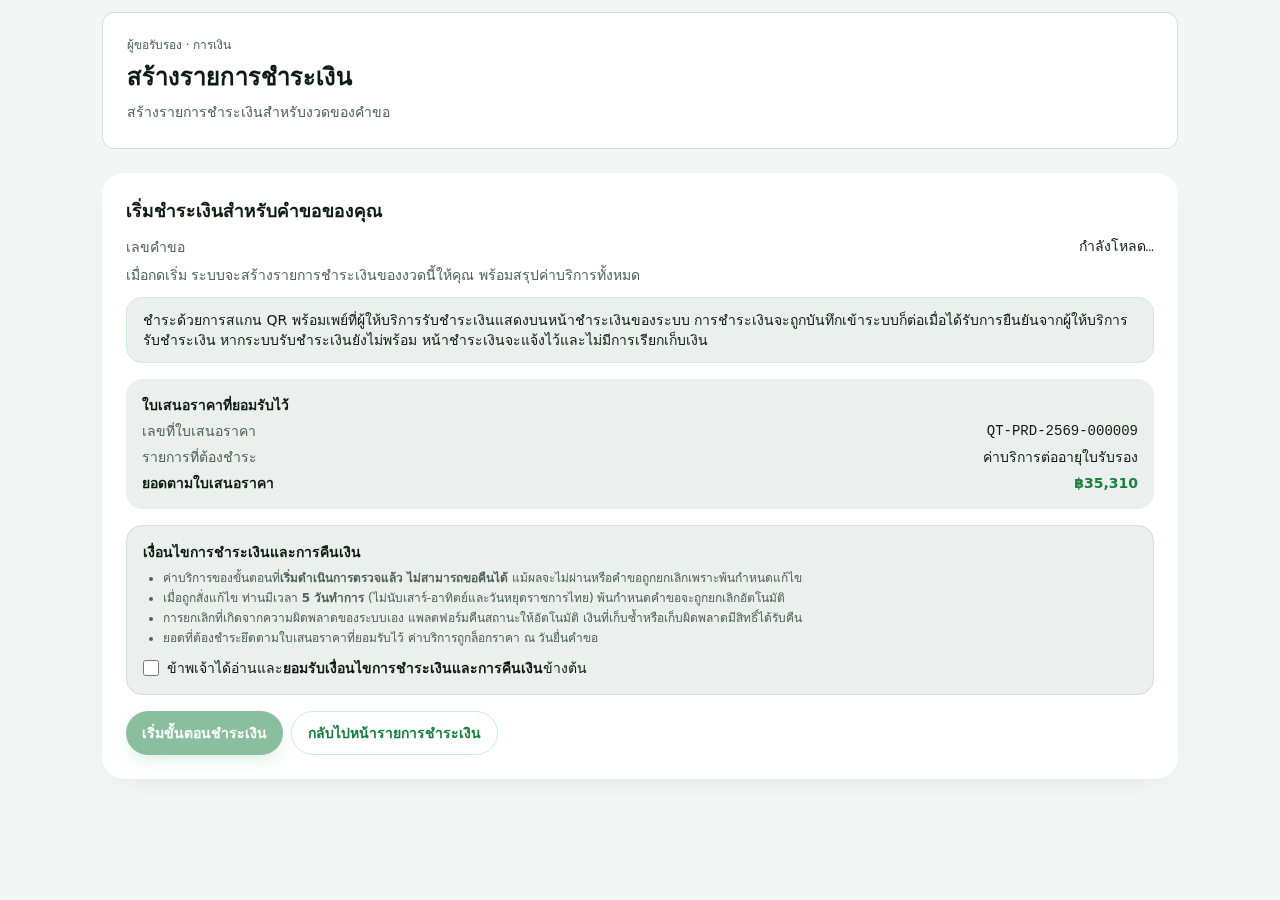 ผู้ขอรับรอง · การเงิน
สร้างรายการชำระเงิน
สร้างรายการชำระเงินสำหรับงวดของคำขอ
เริ่มชำระเงินสำหรับคำขอของคุณ
เลขคำขอ กำลังโหลด…
เมื่อกดเริ่ม ระบบจะสร้างรายการชำระเงินของงวดนี้ให้คุณ พร้อมสรุปค่าบริการทั้งหมด
ชำระด้วยการสแกน QR พร้อมเพย์ที่ผู้ให้บริการรับชำระเงินแสดงบนหน้าชำระเงินของระบบ การชำระเงินจะถูกบันทึกเข้าระบบก็ต่อเมื่อได้รับการยืนยันจากผู้ให้บริการ
รับชำระเงิน หากระบบรับชำระเงินยังไม่พร้อม หน้าชำระเงินจะแจ้งไว้และไม่มีการเรียกเก็บเงิน
ใบเสนอราคาที่ยอมรับไว้
เลขที่ใบเสนอราคา QT-PRD-2569-000009
รายการที่ต้องชำระ ค่าบริการต่ออายุใบรับรอง
ยอดตามใบเสนอราคา ฿35,310
เงื่อนไขการชำระเงินและการคืนเงิน
• ค่าบริการของขั้นตอนที่เริ่มดำเนินการตรวจแล้ว ไม่สามารถขอคืนได้ แม้ผลจะไม่ผ่านหรือคำขอถูกยกเลิกเพราะพ้นกำหนดแก้ไข
• เมื่อถูกสั่งแก้ไข ท่านมีเวลา 5 วันทำการ (ไม่นับเสาร์-อาทิตย์และวันหยุดราชการไทย) พ้นกำหนดคำขอจะถูกยกเลิกอัตโนมัติ
• การยกเลิกที่เกิดจากความผิดพลาดของระบบเอง แพลตฟอร์มคืนสถานะให้อัตโนมัติ เงินที่เก็บซ้ำหรือเก็บผิดพลาดมีสิทธิ์ได้รับคืน
• ยอดที่ต้องชำระยึดตามใบเสนอราคาที่ยอมรับไว้ ค่าบริการถูกล็อกราคา ณ วันยื่นคำขอ
ข้าพเจ้าได้อ่านและยอมรับเงื่อนไขการชำระเงินและการคืนเงินข้างต้น
เริ่มขั้นตอนชำระเงิน กลับไปหน้ารายการชำระเงิน